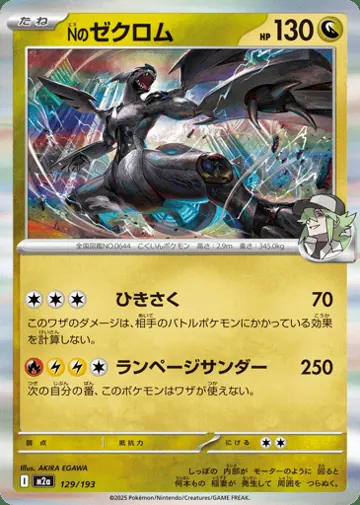 たね
Nのゼクロム
エヌ
HP 130
全国図鑑NO.0644 こくいんポケモン 高さ:2.9m 重さ:345.0kg
ひきさく 70
このワザのダメージは、相手のバトルポケモンにかかっている効果
を計算しない。
ランページサンダー 250
次の自分の番、このポケモンはワザが使えない。
弱点 抵抗力 にげる
Illus. AKIRA EGAWA
しっぽの 内部が モーターのように 回転。
何本もの 稲妻が 発生して 周囲を つらぬく。
I M2a 129/193
©2025 Pokémon/Nintendo/Creatures/GAME FREAK.